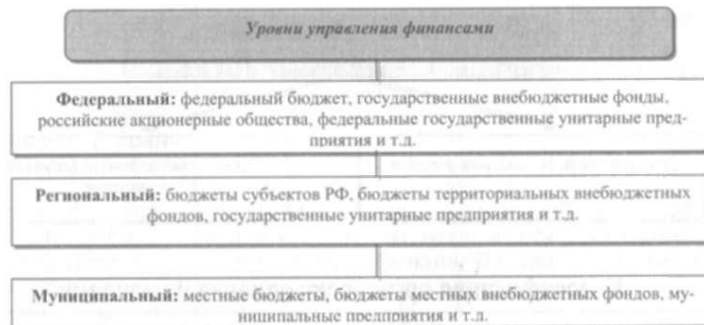 Уровни управления финансами
Федеральный: федеральный бюджет, государственные внебюджетные фонды,
российские акционерные общества, федеральные государственные унитарные пред-
приятия и т.д.
Региональный: бюджеты субъектов РФ, бюджеты территориальных внебюджетных
фондов, государственные унитарные предприятия и т.д.
Муниципальный: местные бюджеты, бюджеты местных внебюджетных фондов, му-
ниципальные предприятия и т.д.